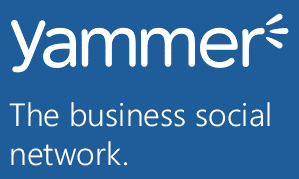 yammer
The business social
network.